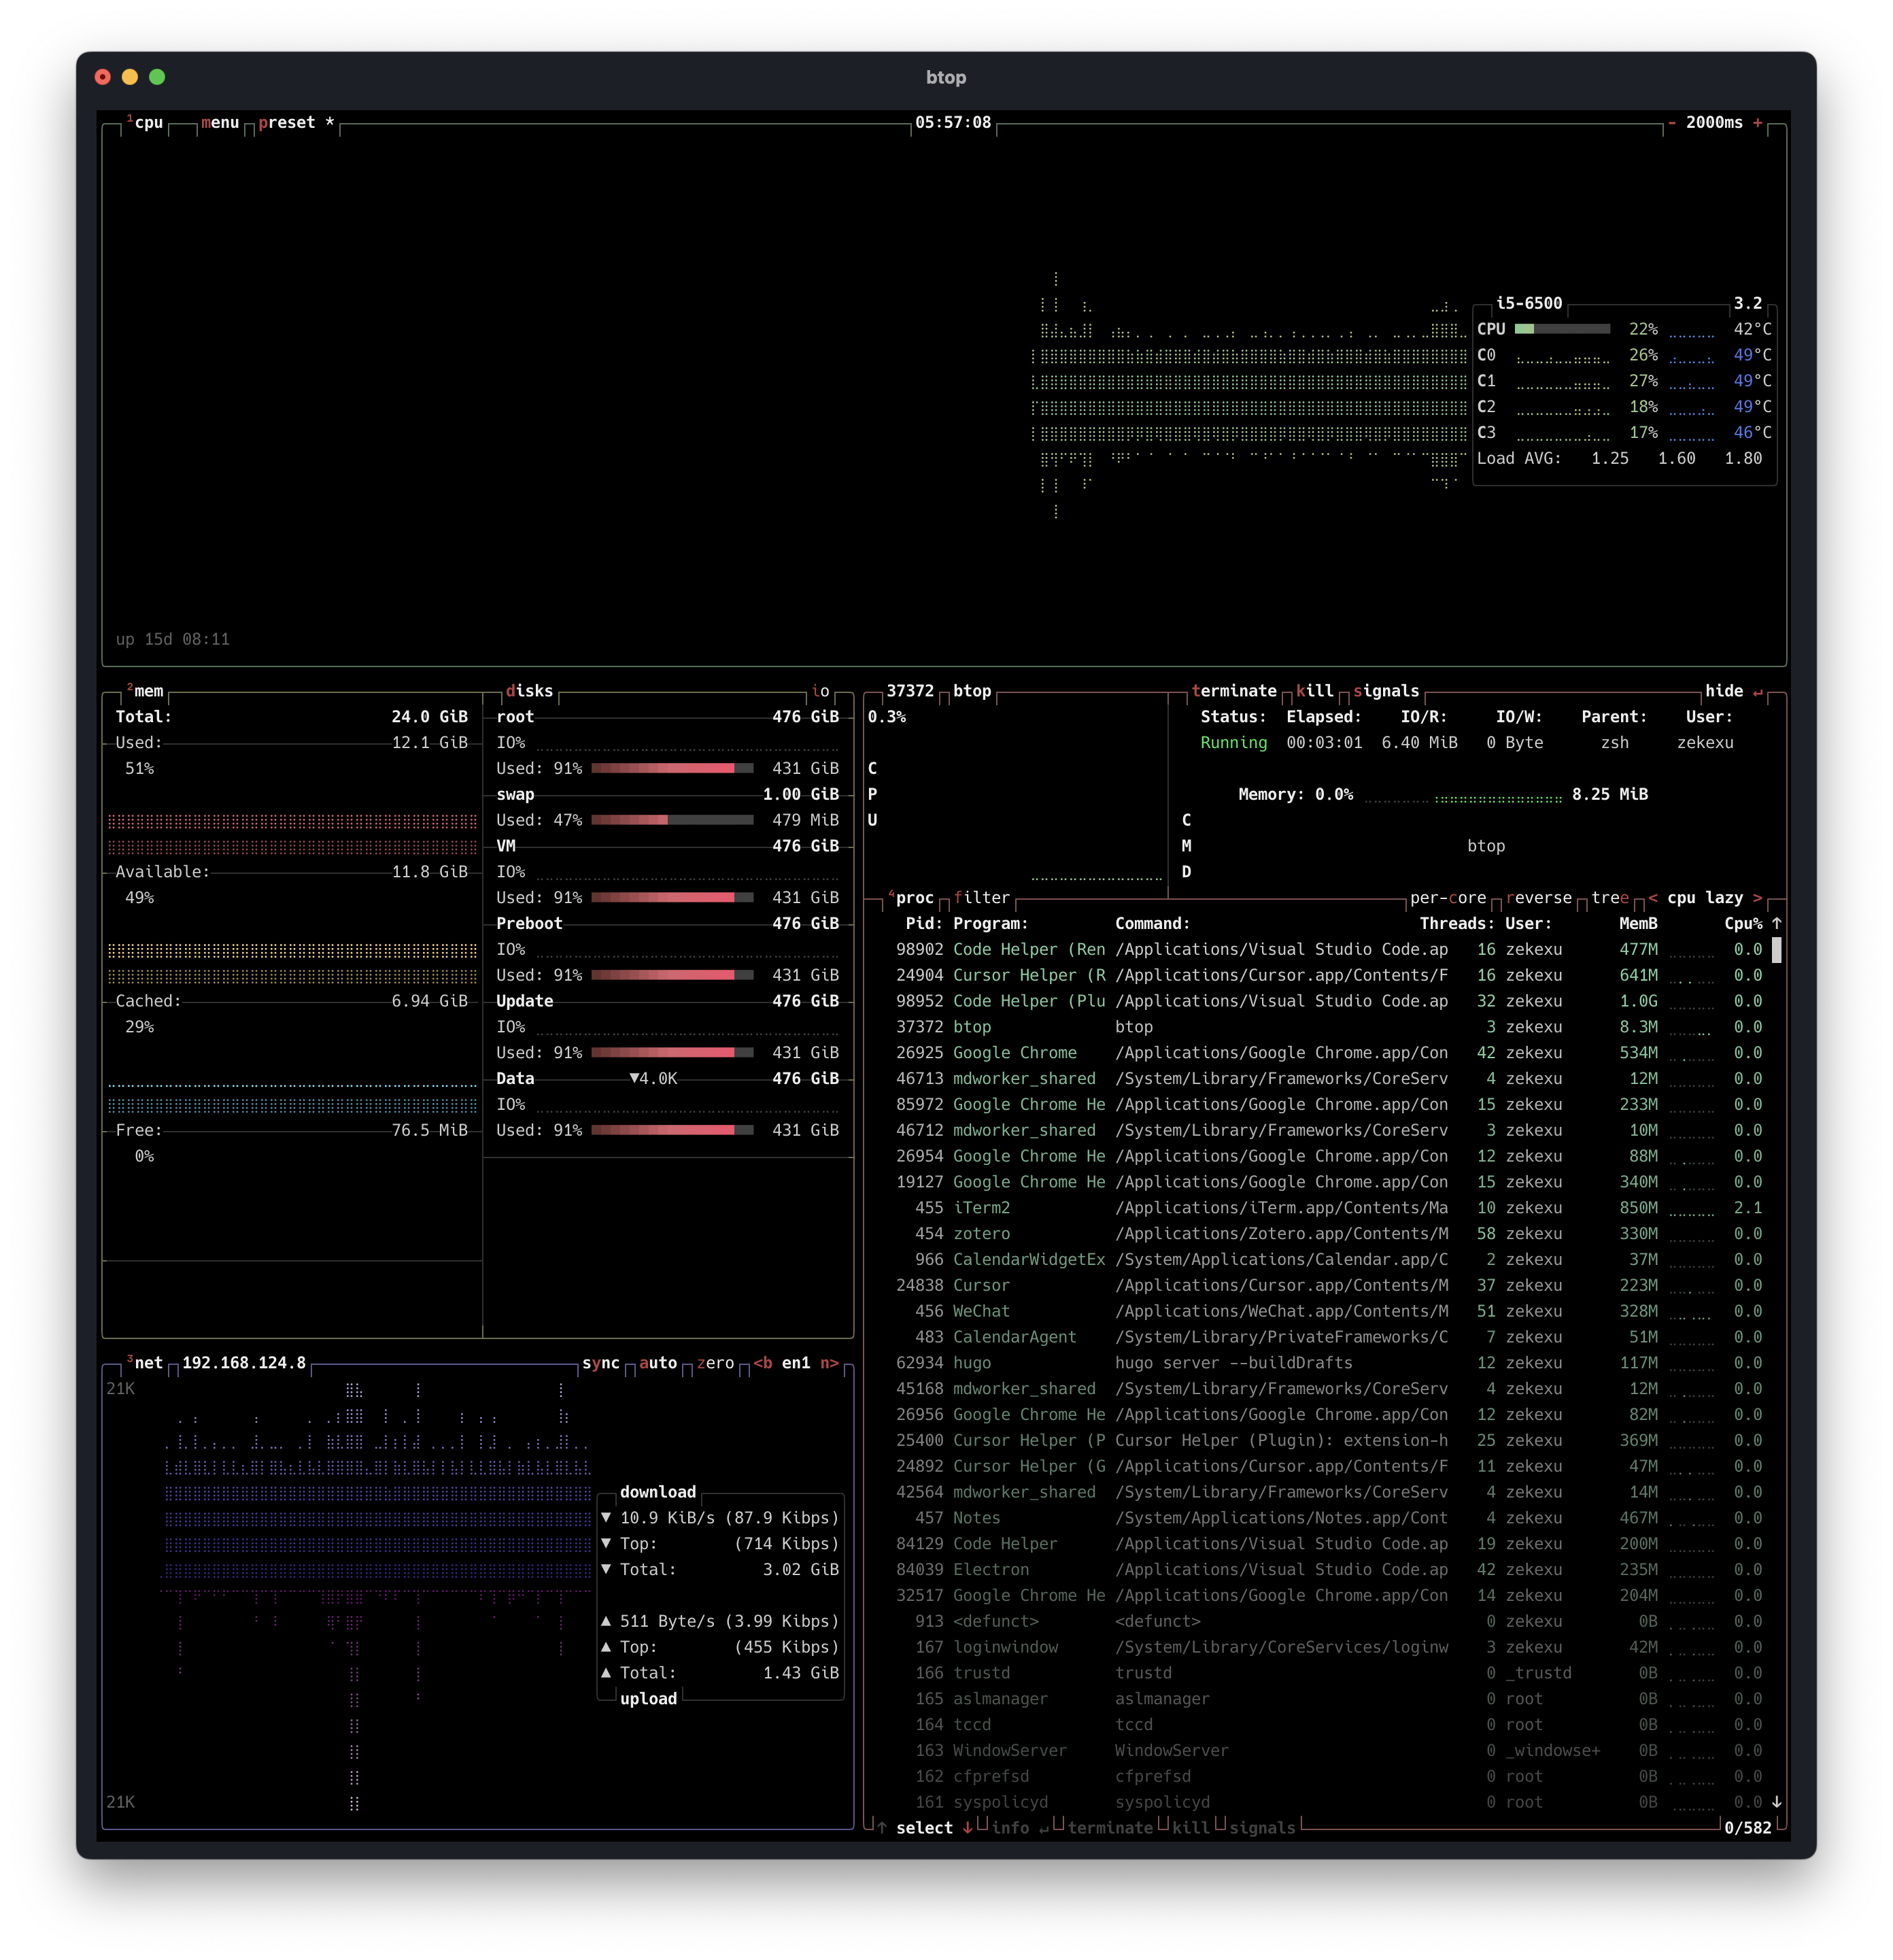 btop
¹cpu menu preset * 05:57:08 - 2000ms +
i5-6500 3.2
CPU 22% 42°C
C0 26% 49°C
C1 27% 49°C
C2 18% 49°C
C3 17% 46°C
Load AVG: 1.25 1.60 1.80
up 15d 08:11
²mem
Total: 24.0 GiB
Used: 12.1 GiB
51%
Available: 11.8 GiB
49%
Cached: 6.94 GiB
29%
Free: 76.5 MiB
0%
disks io
root 476 GiB
IO%
Used: 91% 431 GiB
swap 1.00 GiB
Used: 47% 479 MiB
VM 476 GiB
IO%
Used: 91% 431 GiB
Preboot 476 GiB
IO%
Used: 91% 431 GiB
Update 476 GiB
IO%
Used: 91% 431 GiB
Data ▼4.0K 476 GiB
IO%
Used: 91% 431 GiB
³net 192.168.124.8 sync auto zero <b en1 n>
21K
download
▼ 10.9 KiB/s (87.9 Kibps)
▼ Top: (714 Kibps)
▼ Total: 3.02 GiB
▲ 511 Byte/s (3.99 Kibps)
▲ Top: (455 Kibps)
▲ Total: 1.43 GiB
upload
21K
37372 btop terminate kill signals hide ↵
0.3%
C
P
U
Status: Elapsed: IO/R: IO/W: Parent: User:
Running 00:03:01 6.40 MiB 0 Byte zsh zekexu
Memory: 0.0% 8.25 MiB
C
M btop
D
⁴proc filter per-core reverse tree < cpu lazy >
Pid: Program: Command: Threads: User: MemB Cpu% ↑
98902 Code Helper (Ren /Applications/Visual Studio Code.ap 16 zekexu 477M 0.0
24904 Cursor Helper (R /Applications/Cursor.app/Contents/F 16 zekexu 641M 0.0
98952 Code Helper (Plu /Applications/Visual Studio Code.ap 32 zekexu 1.0G 0.0
37372 btop btop 3 zekexu 8.3M 0.0
26925 Google Chrome /Applications/Google Chrome.app/Con 42 zekexu 534M 0.0
46713 mdworker_shared /System/Library/Frameworks/CoreServ 4 zekexu 12M 0.0
85972 Google Chrome He /Applications/Google Chrome.app/Con 15 zekexu 233M 0.0
46712 mdworker_shared /System/Library/Frameworks/CoreServ 3 zekexu 10M 0.0
26954 Google Chrome He /Applications/Google Chrome.app/Con 12 zekexu 88M 0.0
19127 Google Chrome He /Applications/Google Chrome.app/Con 15 zekexu 340M 0.0
455 iTerm2 /Applications/iTerm.app/Contents/Ma 10 zekexu 850M 2.1
454 zotero /Applications/Zotero.app/Contents/M 58 zekexu 330M 0.0
966 CalendarWidgetEx /System/Applications/Calendar.app/C 2 zekexu 37M 0.0
24838 Cursor /Applications/Cursor.app/Contents/M 37 zekexu 223M 0.0
456 WeChat /Applications/WeChat.app/Contents/M 51 zekexu 328M 0.0
483 CalendarAgent /System/Library/PrivateFrameworks/C 7 zekexu 51M 0.0
62934 hugo hugo server --buildDrafts 12 zekexu 117M 0.0
45168 mdworker_shared /System/Library/Frameworks/CoreServ 4 zekexu 12M 0.0
26956 Google Chrome He /Applications/Google Chrome.app/Con 12 zekexu 82M 0.0
25400 Cursor Helper (P Cursor Helper (Plugin): extension-h 25 zekexu 369M 0.0
24892 Cursor Helper (G /Applications/Cursor.app/Contents/F 11 zekexu 47M 0.0
42564 mdworker_shared /System/Library/Frameworks/CoreServ 4 zekexu 14M 0.0
457 Notes /System/Applications/Notes.app/Cont 4 zekexu 467M 0.0
84129 Code Helper /Applications/Visual Studio Code.ap 19 zekexu 200M 0.0
84039 Electron /Applications/Visual Studio Code.ap 42 zekexu 235M 0.0
32517 Google Chrome He /Applications/Google Chrome.app/Con 14 zekexu 204M 0.0
913 <defunct> <defunct> 0 zekexu 0B 0.0
167 loginwindow /System/Library/CoreServices/loginw 3 zekexu 42M 0.0
166 trustd trustd 0 _trustd 0B 0.0
165 aslmanager aslmanager 0 root 0B 0.0
164 tccd tccd 0 root 0B 0.0
163 WindowServer WindowServer 0 _windowse+ 0B 0.0
162 cfprefsd cfprefsd 0 root 0B 0.0
161 syspolicyd syspolicyd 0 root 0B 0.0 ↓
↑ select ↓ info ↵ terminate kill signals 0/582